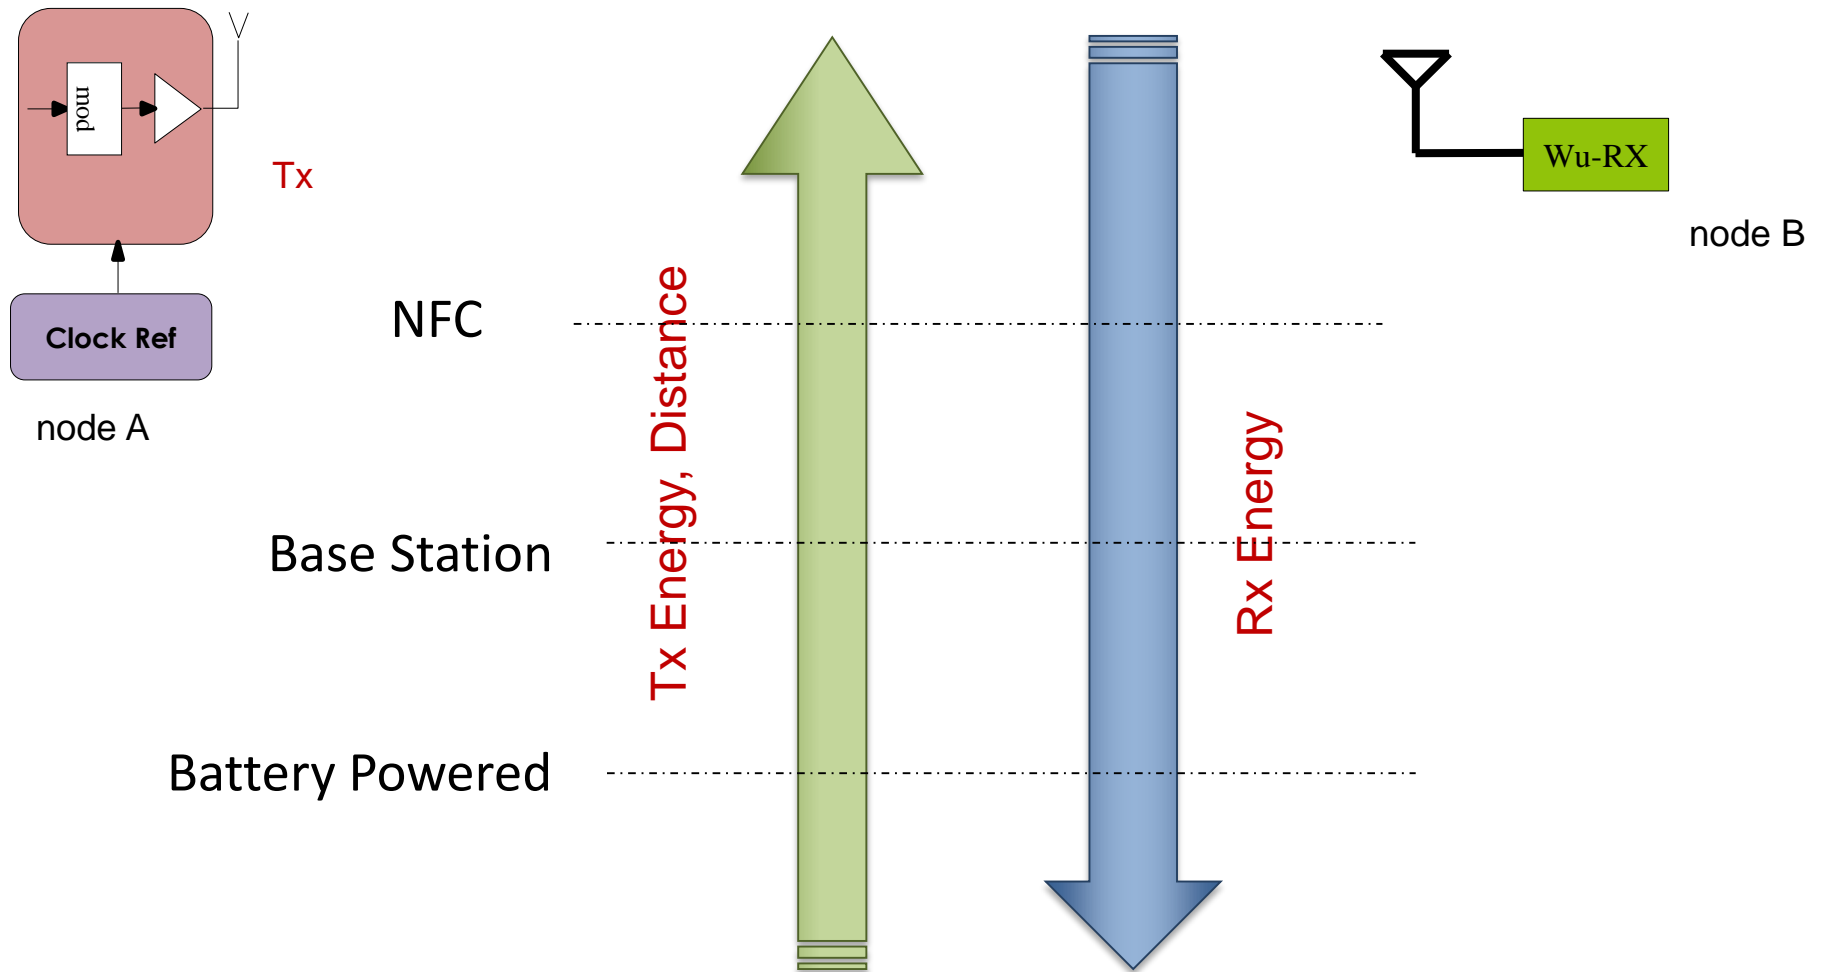 mod
Tx
Wu-RX
node B
Clock Ref
node A
NFC
Tx Energy, Distance
Rx Energy
Base Station
Battery Powered